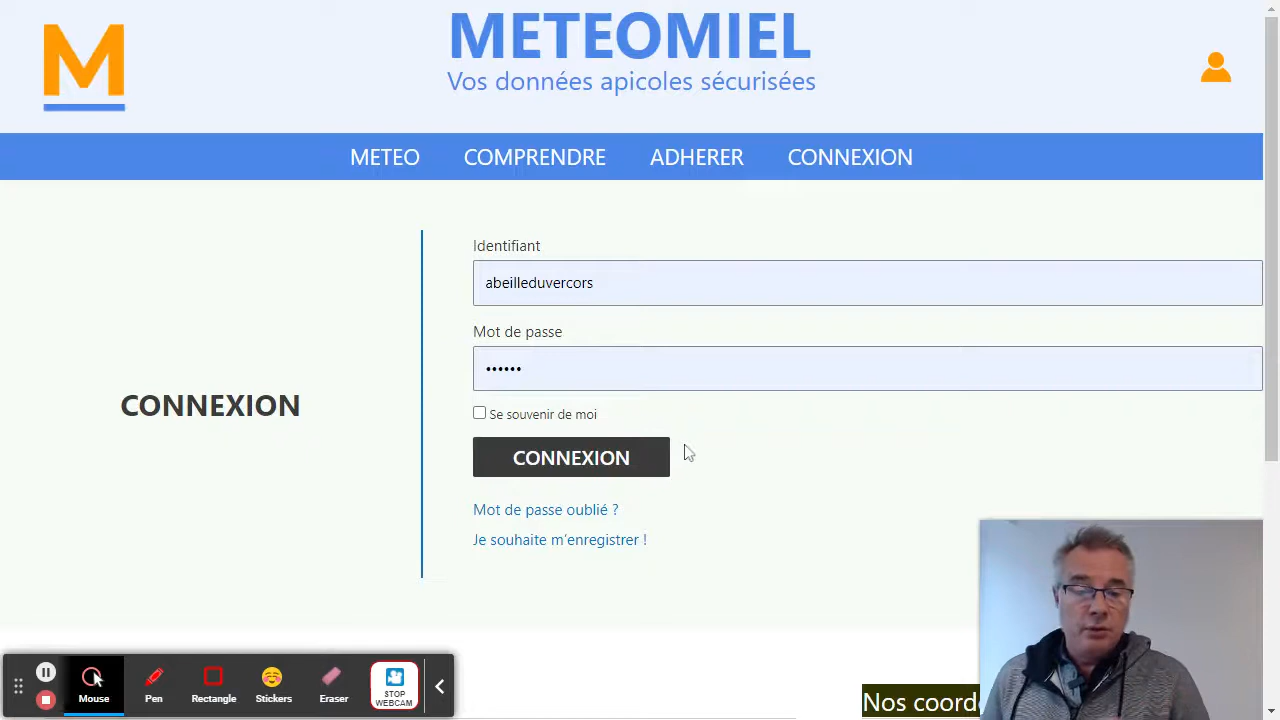 M
METEOMIEL
Vos données apicoles sécurisées
METEO COMPRENDRE ADHERER CONNEXION
CONNEXION
Identifiant
abeilleduvercors
Mot de passe
••••••
Se souvenir de moi
CONNEXION
Mot de passe oublié ?
Je souhaite m'enregistrer !
Mouse Pen Rectangle Stickers Eraser STOP WEBCAM
Nos